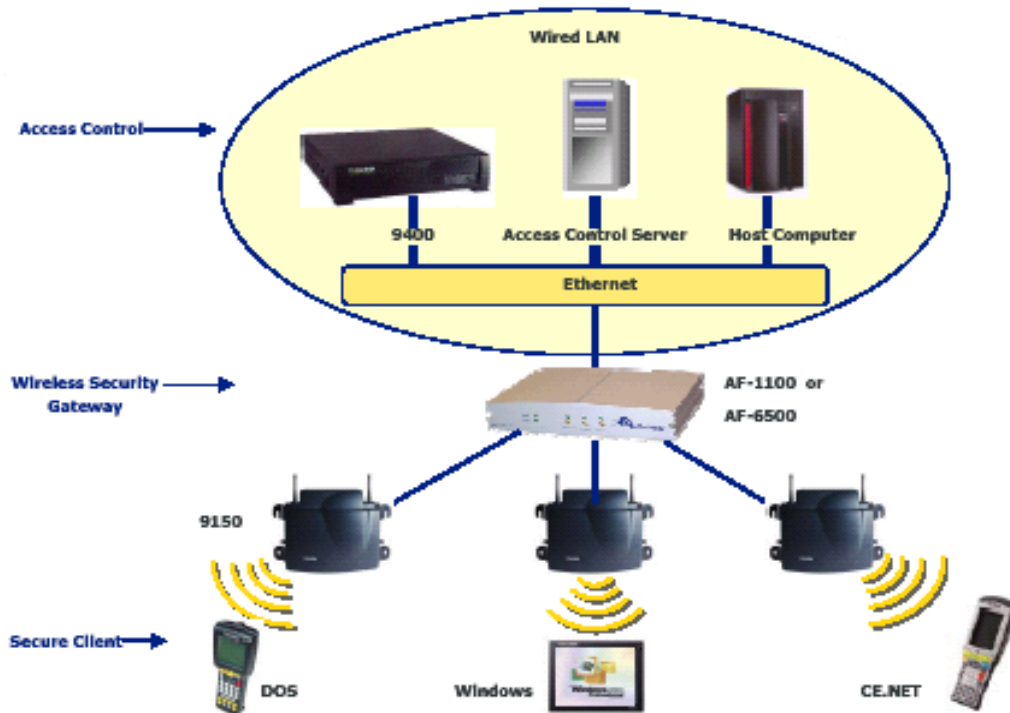 Wired LAN
Access Control
9400
Access Control Server
Host Computer
Ethernet
Wireless Security
Gateway
AF-1100 or
AF-6500
9150
Secure Client
DOS
Windows
CE.NET
Windows